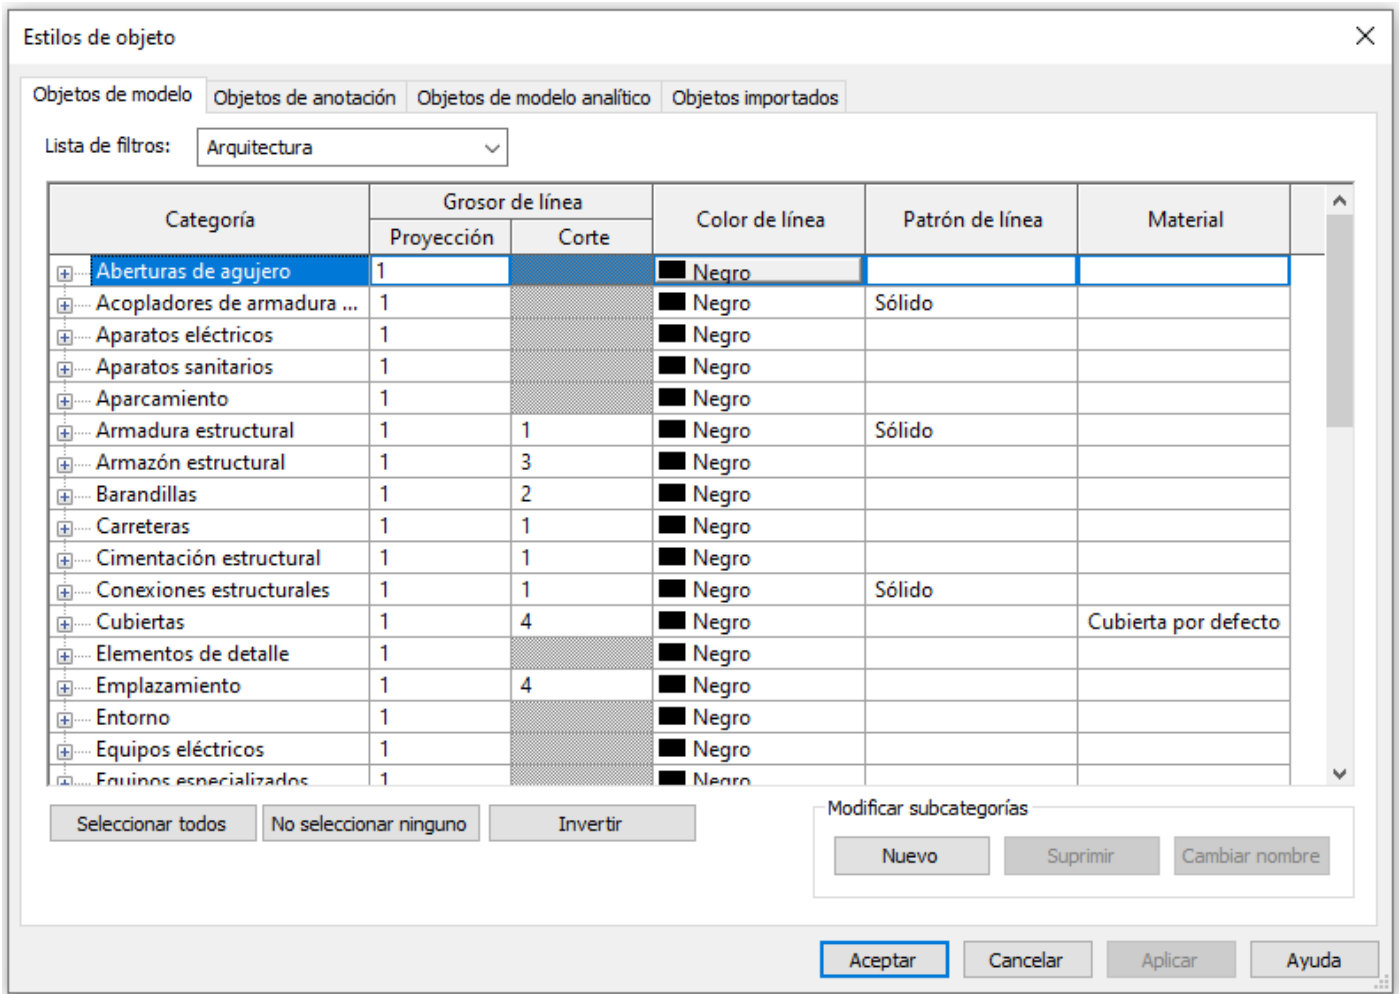 Estilos de objeto
Objetos de modelo Objetos de anotación Objetos de modelo analítico Objetos importados
Lista de filtros: Arquitectura
Categoría Grosor de línea Color de línea Patrón de línea Material
Proyección Corte
Aberturas de agujero 1 Negro
Acopladores de armadura ... 1 Negro Sólido
Aparatos eléctricos 1 Negro
Aparatos sanitarios 1 Negro
Aparcamiento 1 Negro
Armadura estructural 1 1 Negro Sólido
Armazón estructural 1 3 Negro
Barandillas 1 2 Negro
Carreteras 1 1 Negro
Cimentación estructural 1 1 Negro
Conexiones estructurales 1 1 Negro Sólido
Cubiertas 1 4 Negro Cubierta por defecto
Elementos de detalle 1 Negro
Emplazamiento 1 4 Negro
Entorno 1 Negro
Equipos eléctricos 1 Negro
Equipos especializados 1 Negro
Seleccionar todos No seleccionar ninguno Invertir
Modificar subcategorías
Nuevo Suprimir Cambiar nombre
Aceptar Cancelar Aplicar Ayuda